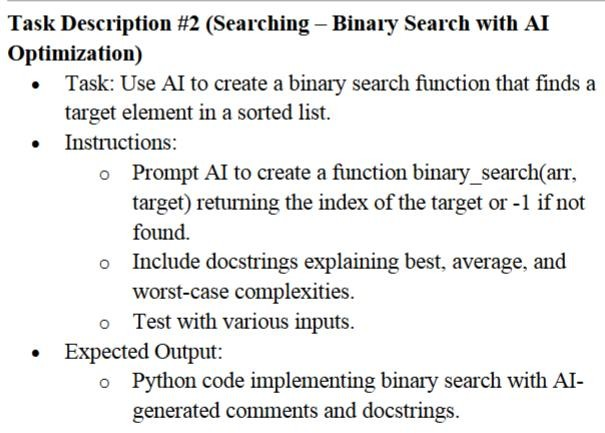 Task Description #2 (Searching – Binary Search with AI
Optimization)
• Task: Use AI to create a binary search function that finds a
target element in a sorted list.
• Instructions:
o Prompt AI to create a function binary_search(arr,
target) returning the index of the target or -1 if not
found.
o Include docstrings explaining best, average, and
worst-case complexities.
o Test with various inputs.
• Expected Output:
o Python code implementing binary search with AI-
generated comments and docstrings.